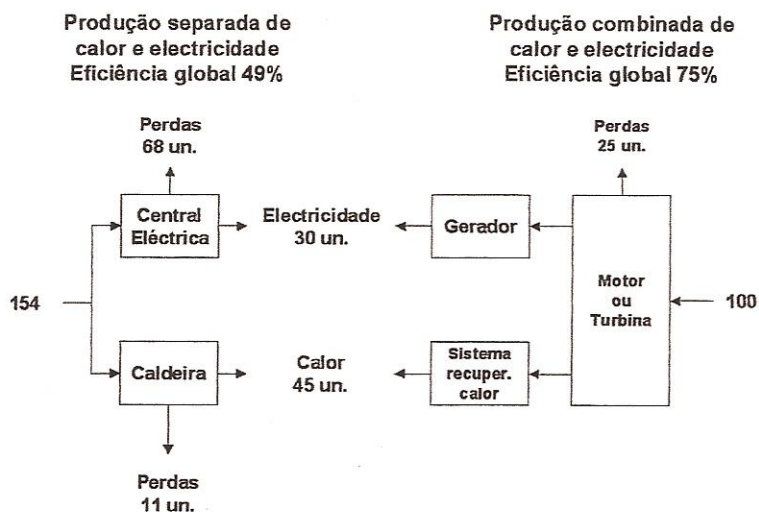 Produção separada de
calor e electricidade
Eficiência global 49%
Produção combinada de
calor e electricidade
Eficiência global 75%
Perdas
68 un.
Perdas
25 un.
Central
Eléctrica
Electricidade
30 un.
Gerador
154
Motor
ou
Turbina
100
Caldeira
Calor
45 un.
Sistema
recuper.
calor
Perdas
11 un.